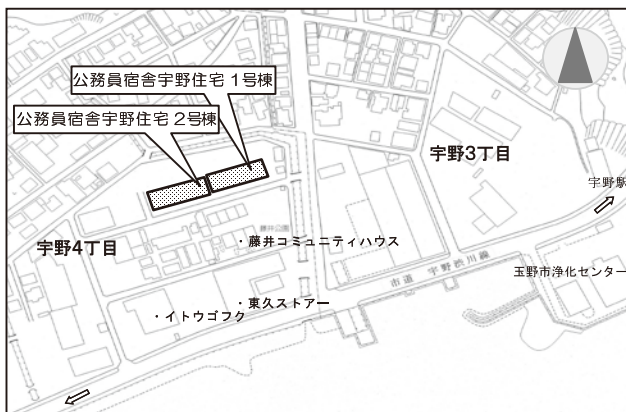 公務員宿舎宇野住宅 1号棟
公務員宿舎宇野住宅 2号棟
宇野3丁目
宇野駅
宇野4丁目
・藤井コミュニティハウス
市道 宇野渋川線
玉野市浄化センター
・東久ストアー
・イトウゴフク